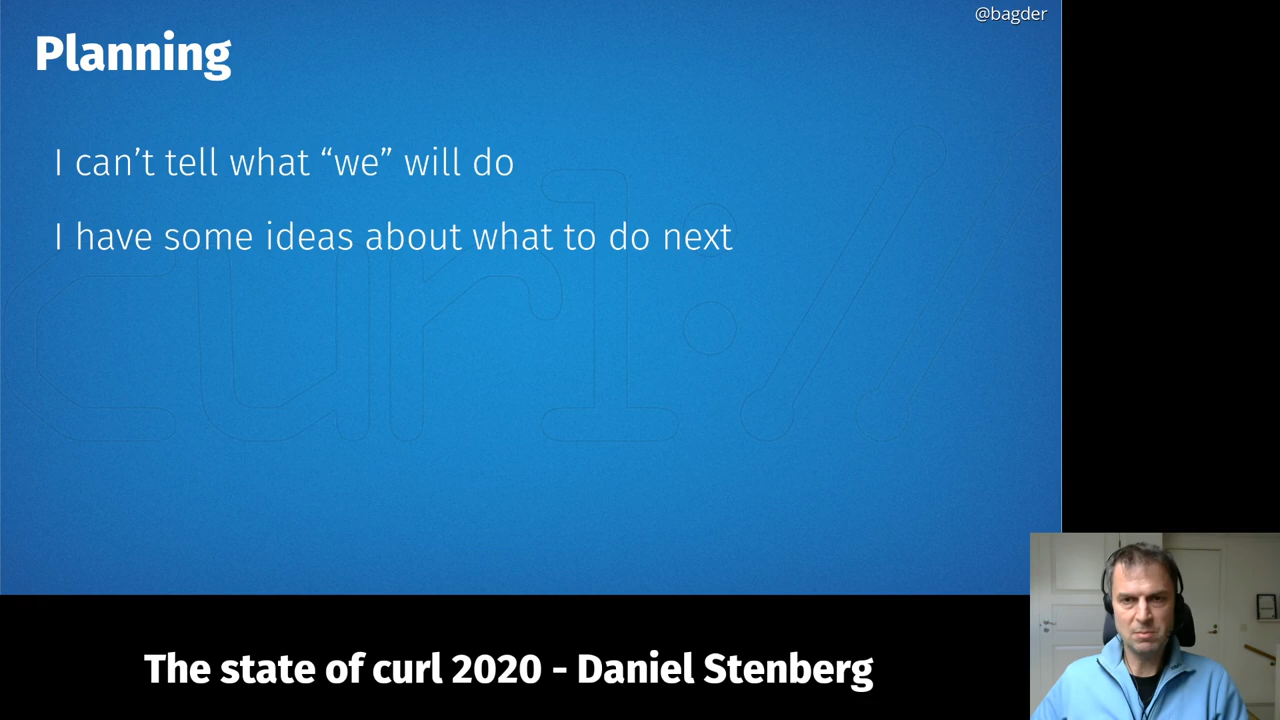 @bagder
Planning
I can’t tell what “we” will do
I have some ideas about what to do next
curl://
The state of curl 2020 - Daniel Stenberg